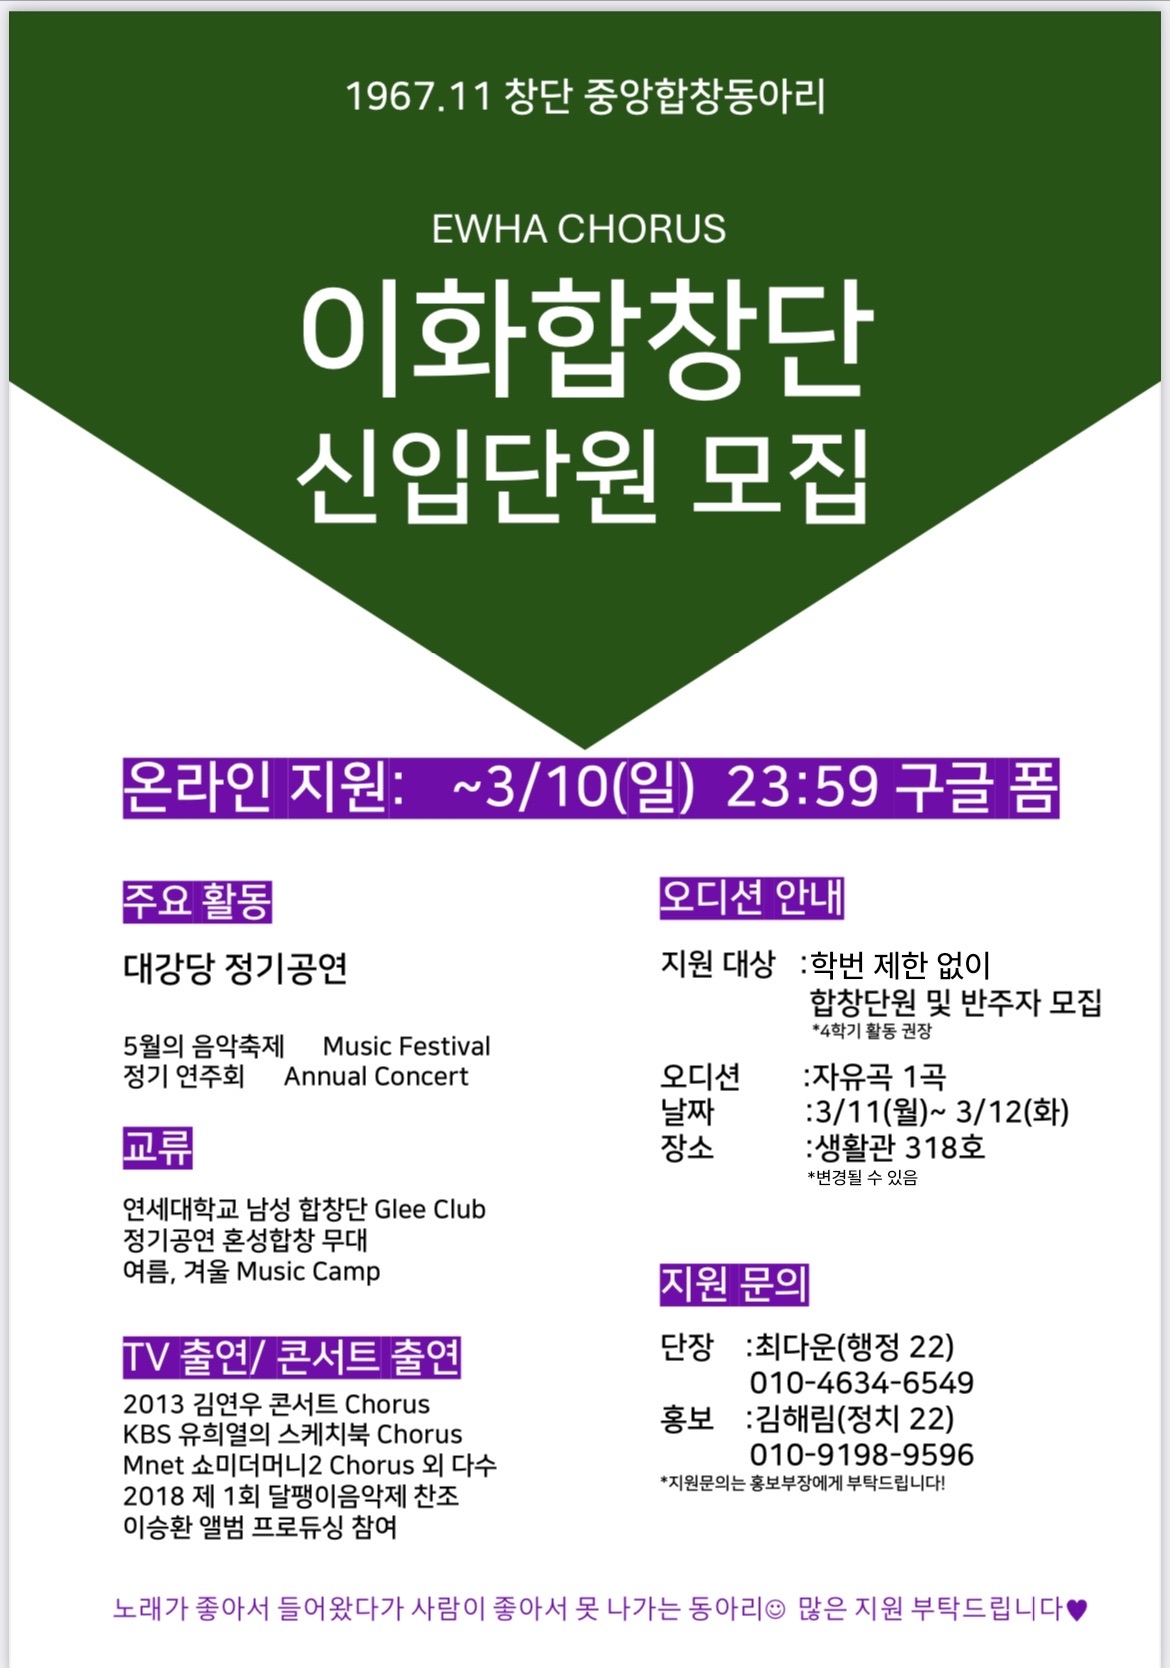 1967.11 창단 중앙합창동아리
EWHA CHORUS
이화합창단
신입단원 모집
온라인 지원: ~3/10(일) 23:59 구글 폼
주요 활동
대강당 정기공연
5월의 음악축제 Music Festival
정기 연주회 Annual Concert
교류
연세대학교 남성 합창단 Glee Club
정기공연 혼성합창 무대
여름, 겨울 Music Camp
TV 출연/ 콘서트 출연
2013 김연우 콘서트 Chorus
KBS 유희열의 스케치북 Chorus
Mnet 쇼미더머니2 Chorus 외 다수
2018 제 1회 달팽이음악제 찬조
이승환 앨범 프로듀싱 참여
오디션 안내
지원 대상 :학번 제한 없이
합창단원 및 반주자 모집
*4학기 활동 권장
오디션 :자유곡 1곡
날짜 :3/11(월)~ 3/12(화)
장소 :생활관 318호
*변경될 수 있음
지원 문의
단장 :최다운(행정 22)
010-4634-6549
홍보 :김해림(정치 22)
010-9198-9596
*지원문의는 홍보부장에게 부탁드립니다!
노래가 좋아서 들어왔다가 사람이 좋아서 못 나가는 동아리☺ 많은 지원 부탁드립니다♥